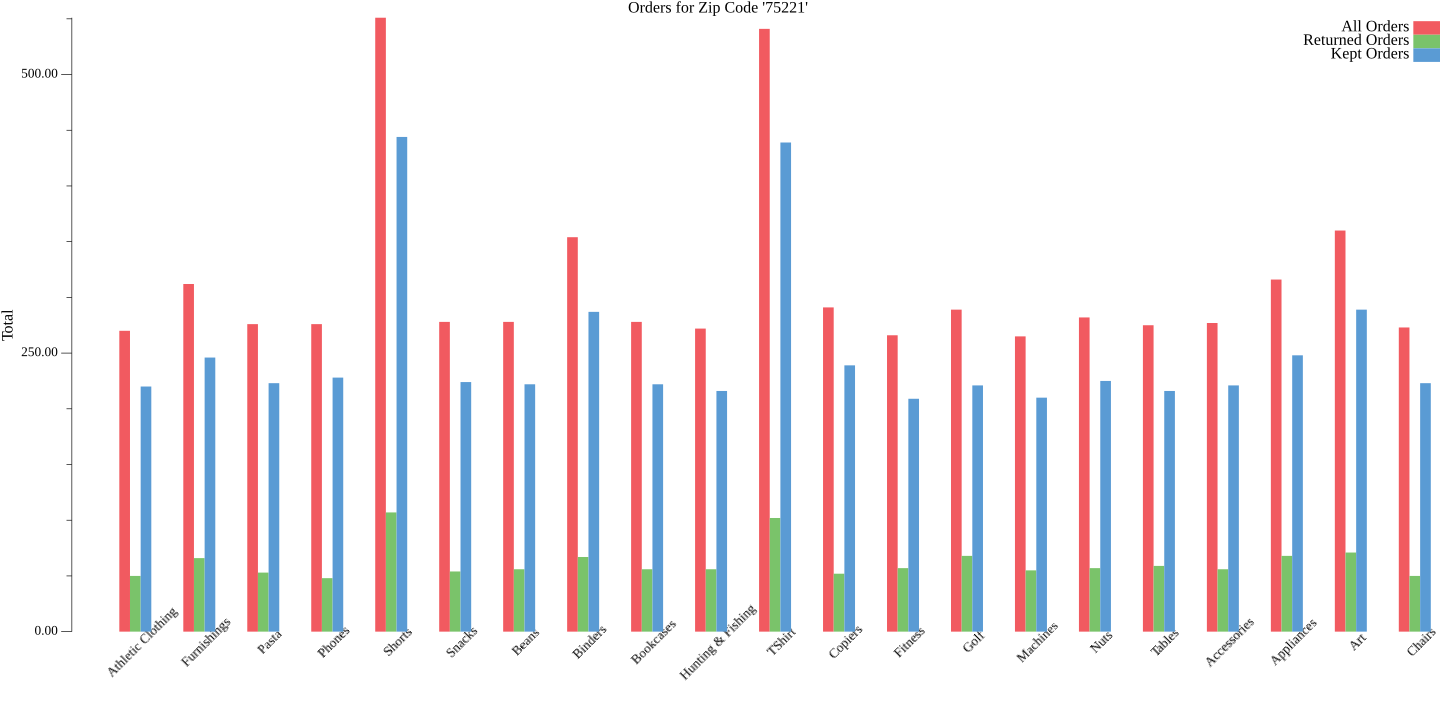 Orders for Zip Code '75221'
All Orders
Returned Orders
Kept Orders
Total
500.00
250.00
0.00
Athletic Clothing
Furnishings
Pasta
Phones
Shorts
Snacks
Beans
Binders
Bookcases
Hunting & Fishing
TShirt
Copiers
Fitness
Golf
Machines
Nuts
Tables
Accessories
Appliances
Art
Chairs